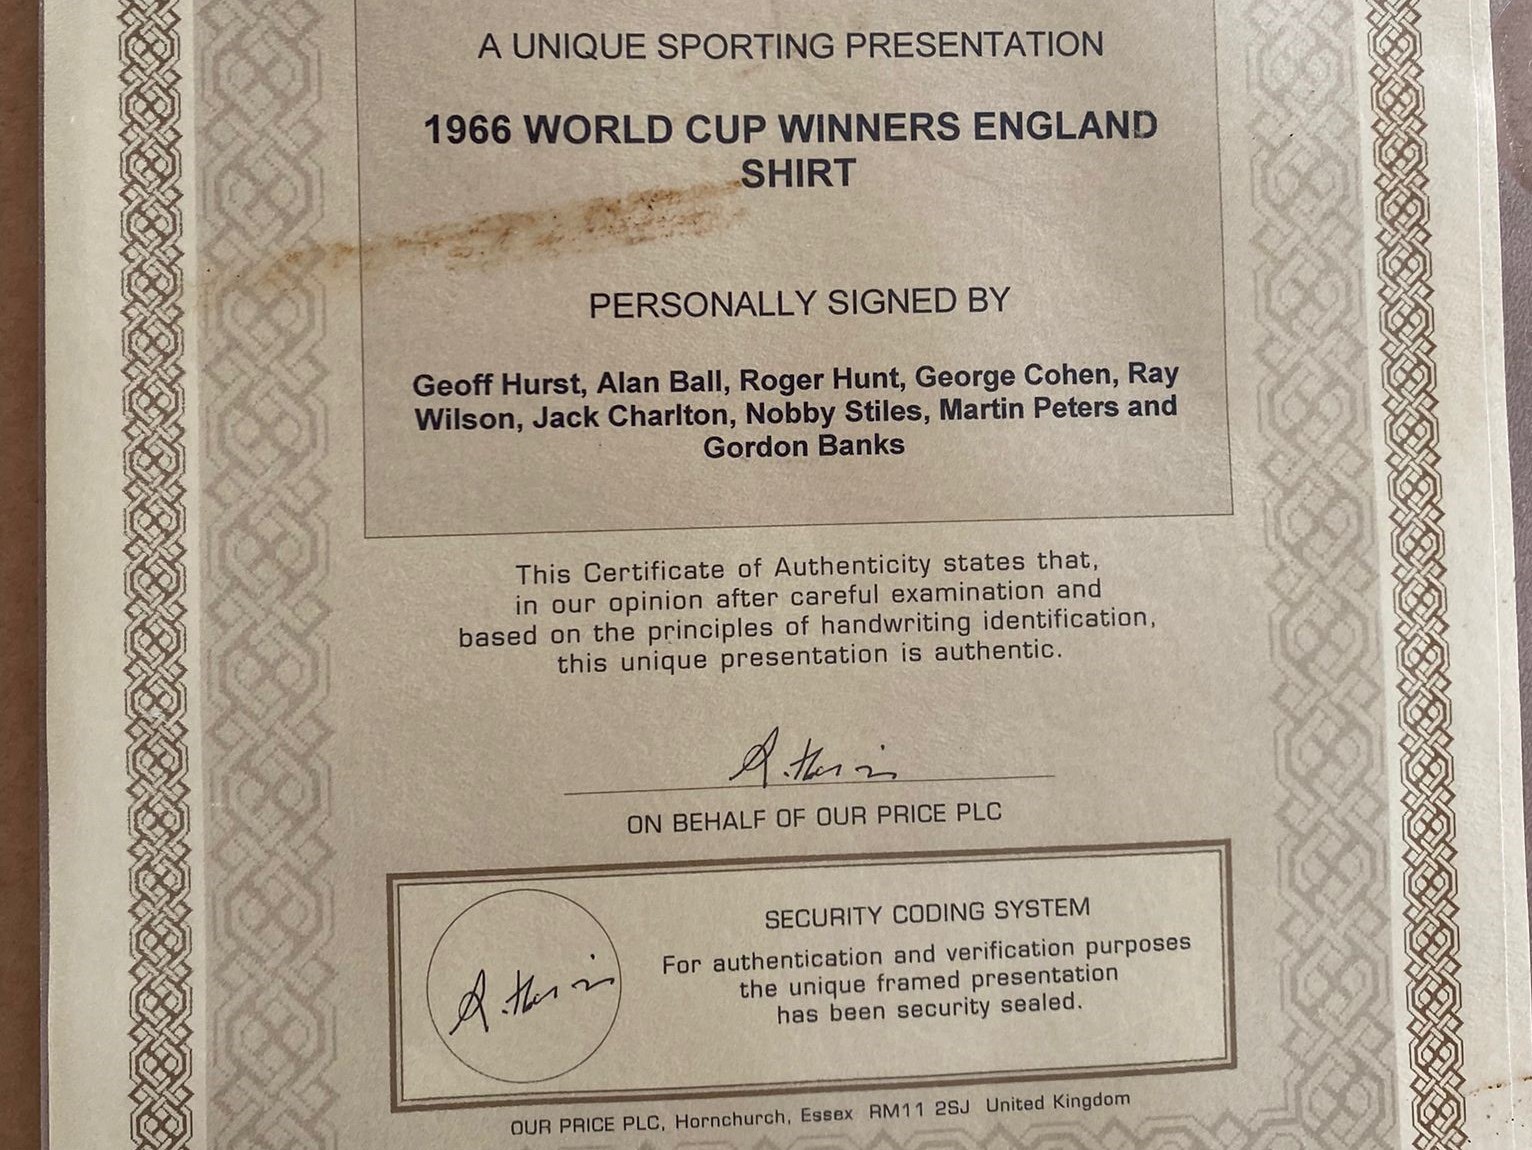 A UNIQUE SPORTING PRESENTATION
1966 WORLD CUP WINNERS ENGLAND
SHIRT
PERSONALLY SIGNED BY
Geoff Hurst, Alan Ball, Roger Hunt, George Cohen, Ray
Wilson, Jack Charlton, Nobby Stiles, Martin Peters and
Gordon Banks
This Certificate of Authenticity states that,
in our opinion after careful examination and
based on the principles of handwriting identification,
this unique presentation is authentic.
ON BEHALF OF OUR PRICE PLC
SECURITY CODING SYSTEM
For authentication and verification purposes
the unique framed presentation
has been security sealed.
OUR PRICE PLC, Hornchurch, Essex RM11 2SJ United Kingdom